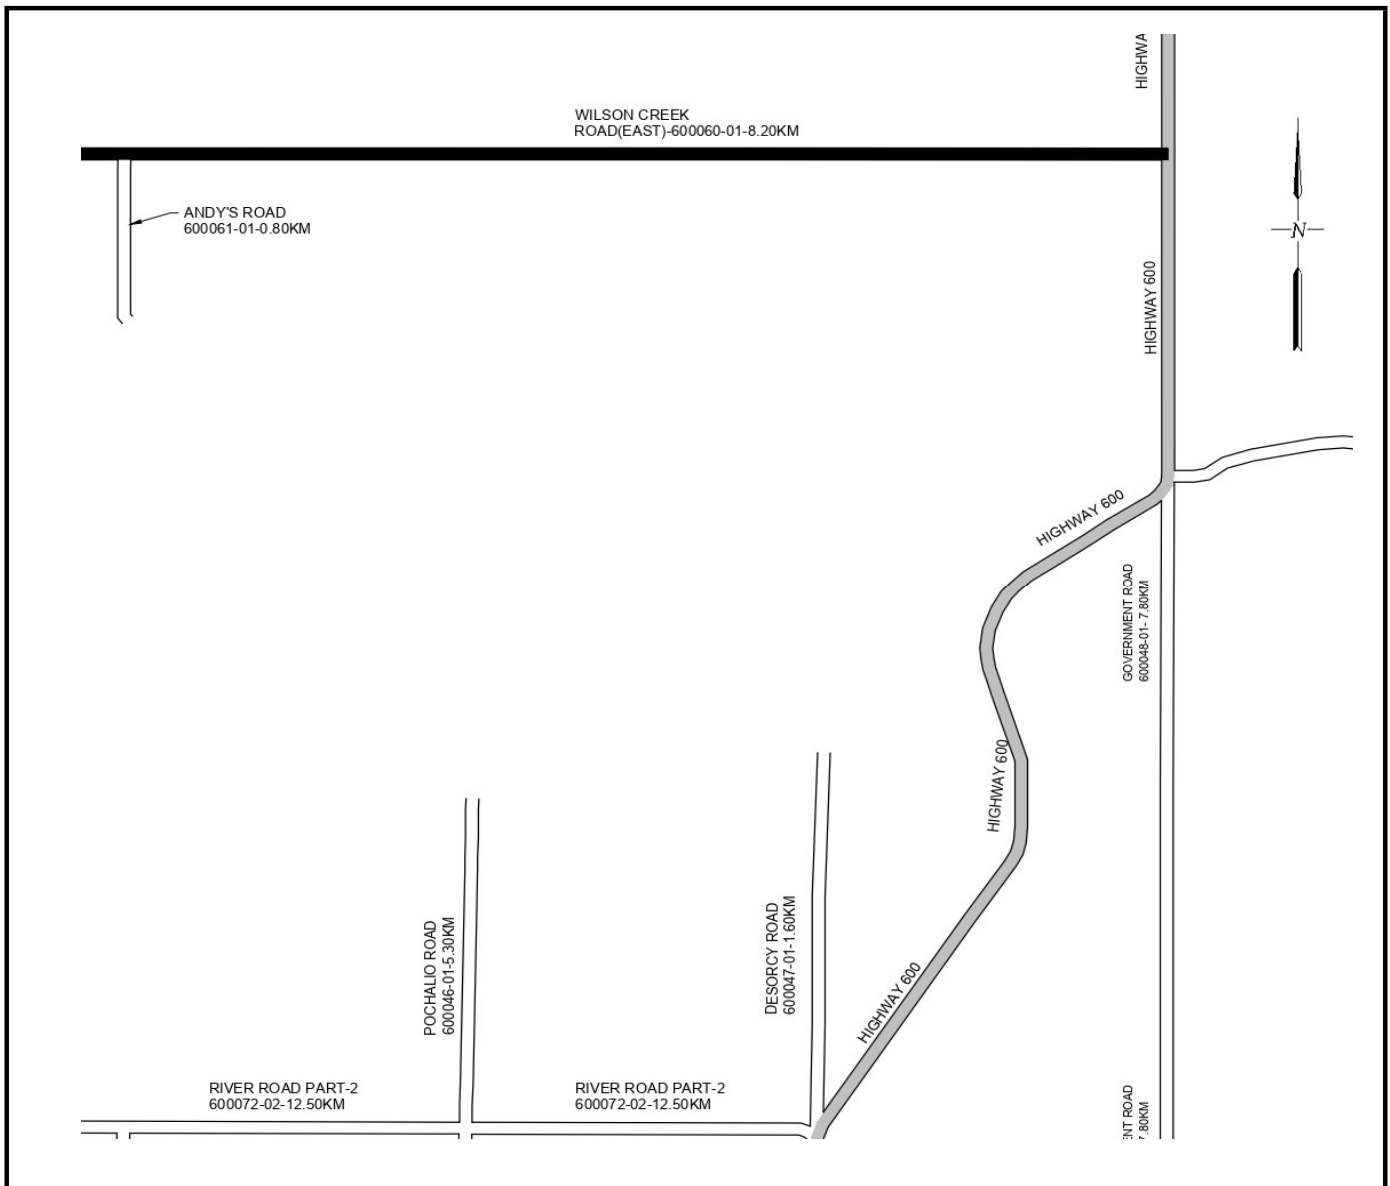 HIGHWA
WILSON CREEK
ROAD(EAST)-600060-01-8.20KM
ANDY'S ROAD
600061-01-0.80KM
N
HIGHWAY 600
HIGHWAY 600
GOVERNMENT ROAD
600048-01- 7.80KM
HIGHWAY 600
POCHALIO ROAD
600046-01-5.30KM
DESORCY ROAD
600047-01-1.60KM
HIGHWAY 600
RIVER ROAD PART-2
600072-02-12.50KM
RIVER ROAD PART-2
600072-02-12.50KM
ENT ROAD
7.80KM